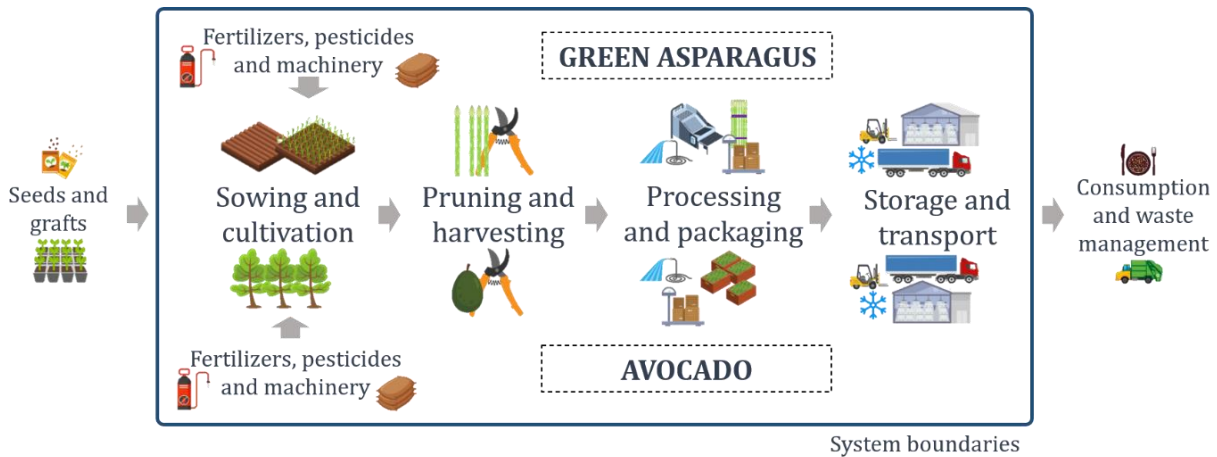 Fertilizers, pesticides
and machinery
GREEN ASPARAGUS
Seeds and
grafts
Sowing and
cultivation
Pruning and
harvesting
Processing
and packaging
Storage and
transport
Consumption
and waste
management
Fertilizers, pesticides
and machinery
AVOCADO
System boundaries